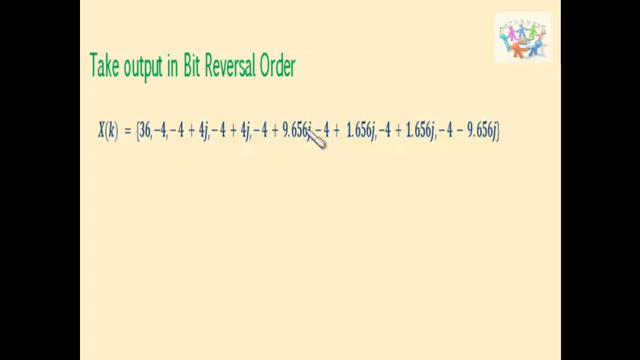 Take output in Bit Reversal Order
X(k) = {36,−4,−4 + 4j,−4 + 4j,−4 + 9.656j,−4 + 1.656j,−4 + 1.656j,−4 − 9.656j}